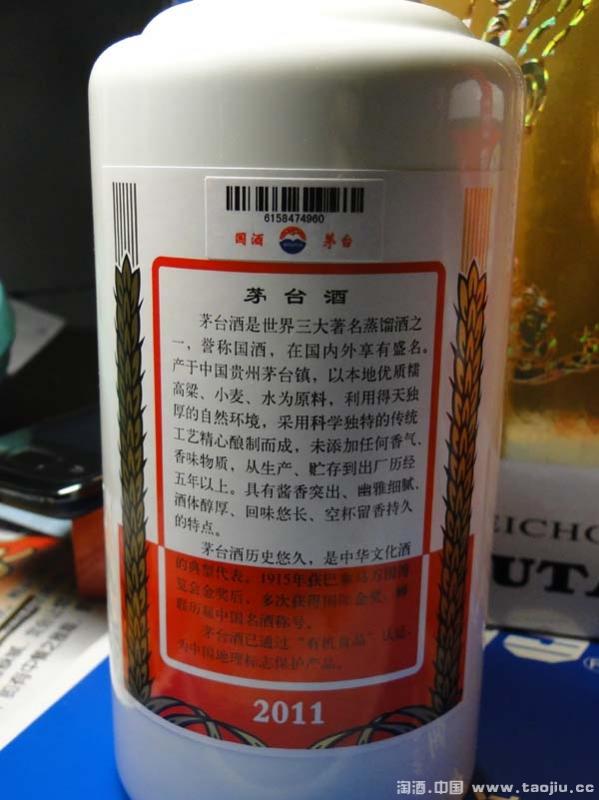 6158474960
国酒 茅台
茅台酒
茅台酒是世界三大著名蒸馏酒之
一，誉称国酒，在国内外享有盛名。
产于中国贵州茅台镇，以本地优质糯
高粱、小麦、水为原料，利用得天独
厚的自然环境，采用科学独特的传统
工艺精心酿制而成，未添加任何香气、
香味物质，从生产、贮存到出厂历经
五年以上。具有酱香突出、幽雅细腻、
酒体醇厚、回味悠长、空杯留香持久
的特点。
茅台酒历史悠久，是中华文化酒
的典型代表，1915年获巴拿马万国博
览会金奖后，多次获得国际金奖，蝉
联历届中国名酒称号。
茅台酒已通过“有机食品”认证，
为中国地理标志保护产品。
2011
EICHO
UTA
淘酒.中国 www.taojiu.cc